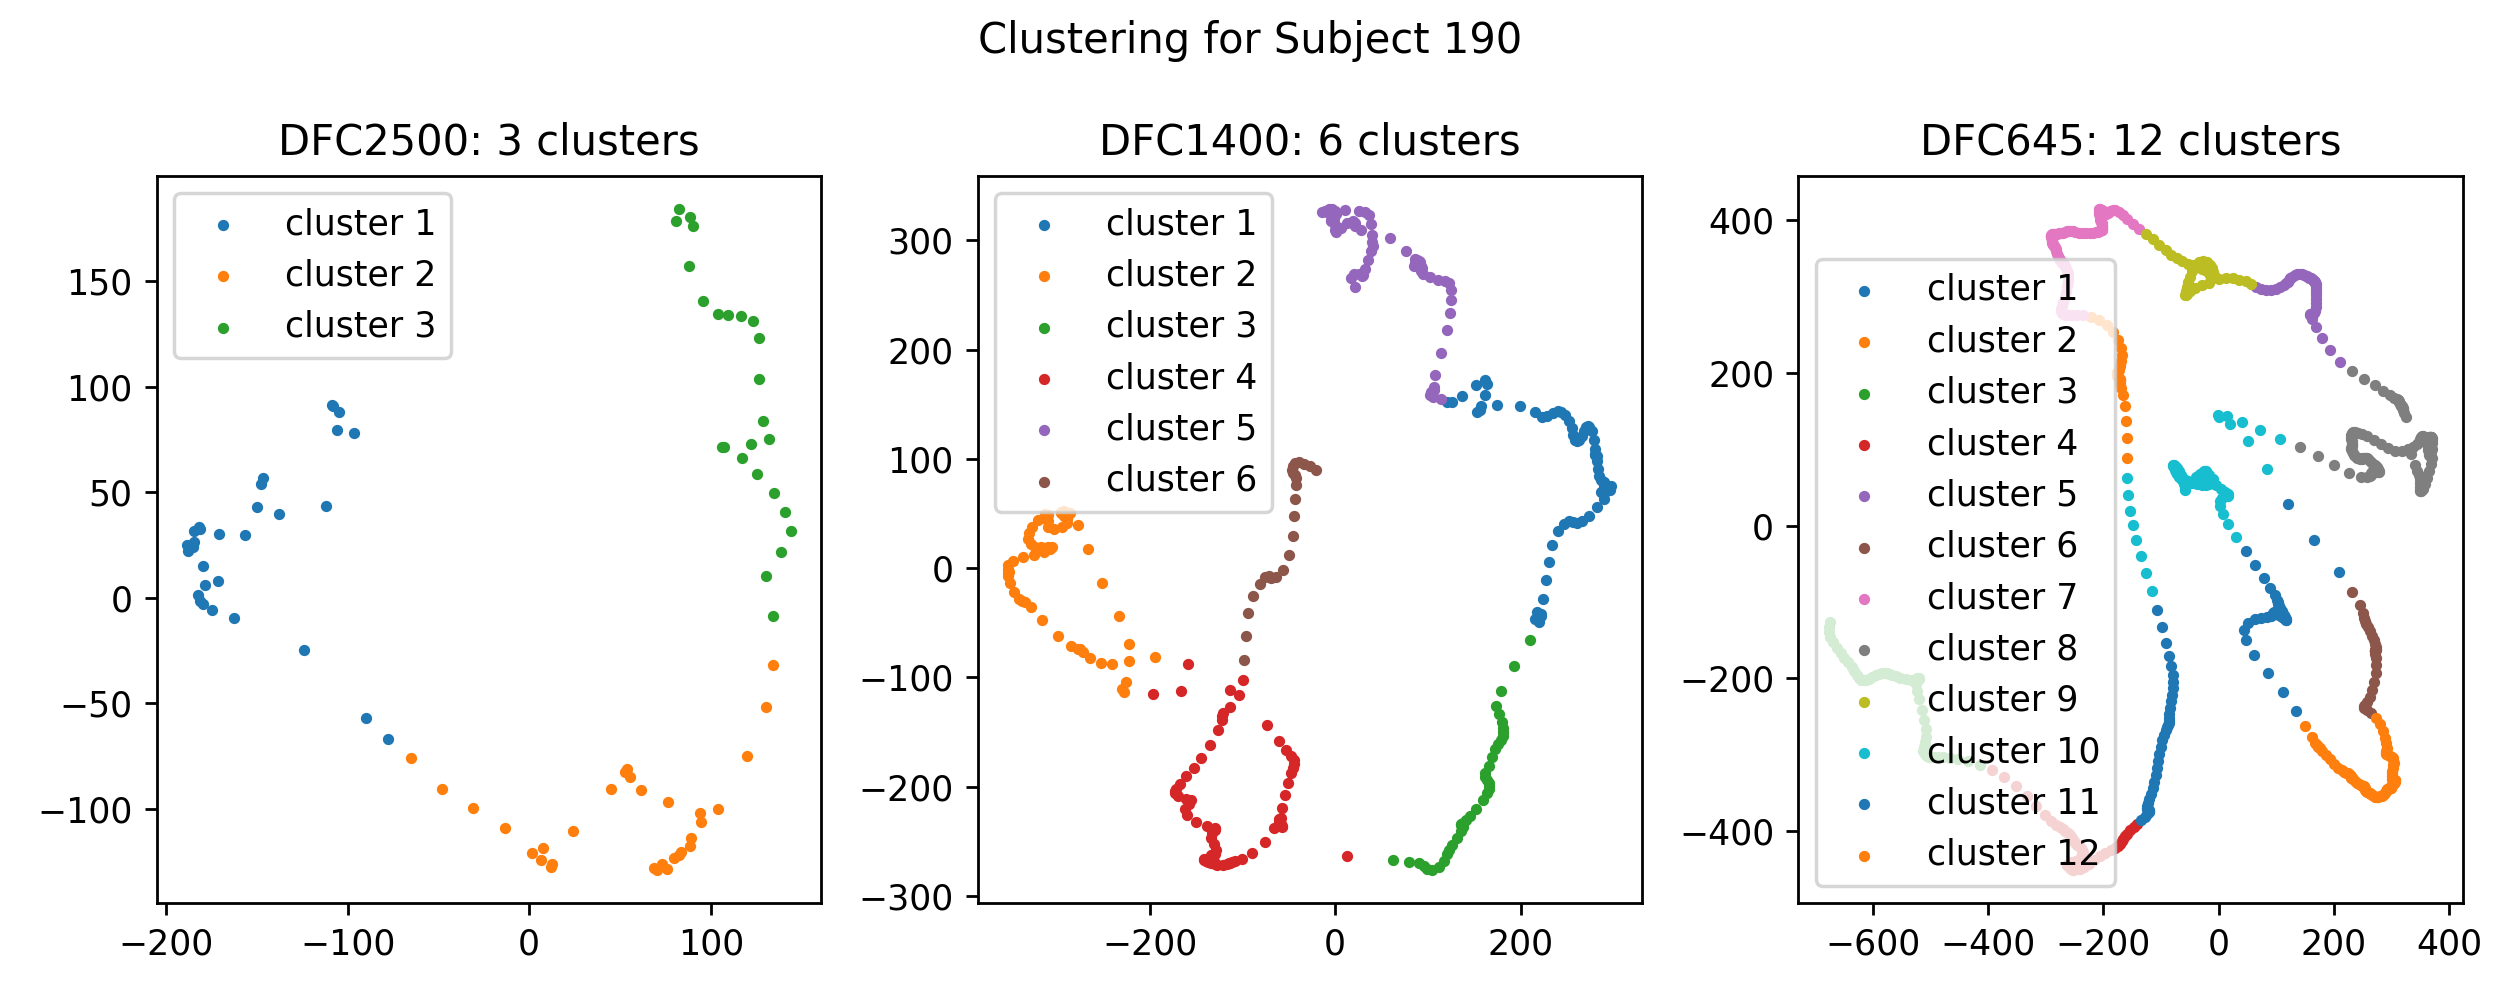 Clustering for Subject 190
DFC2500: 3 clusters
cluster 1
cluster 2
cluster 3
150
100
50
0
−50
−100
−200
−100
0
100
DFC1400: 6 clusters
cluster 1
cluster 2
cluster 3
cluster 4
cluster 5
cluster 6
300
200
100
0
−100
−200
−300
−200
0
200
DFC645: 12 clusters
cluster 1
cluster 2
cluster 3
cluster 4
cluster 5
cluster 6
cluster 7
cluster 8
cluster 9
cluster 10
cluster 11
cluster 12
400
200
0
−200
−400
−600
−400
−200
0
200
400